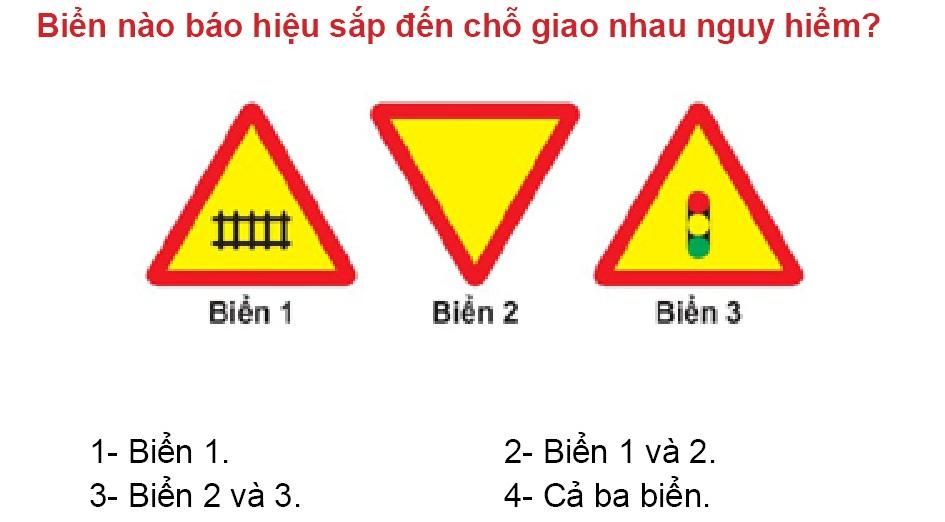 Biển nào báo hiệu sắp đến chỗ giao nhau nguy hiểm?
Biển 1 Biển 2 Biển 3
1- Biển 1. 2- Biển 1 và 2.
3- Biển 2 và 3. 4- Cả ba biển.